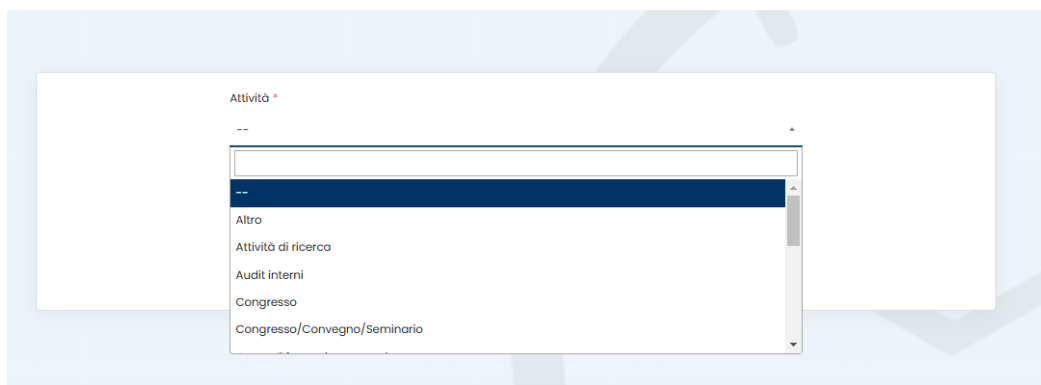 Attività *
--
--
Altro
Attività di ricerca
Audit interni
Congresso
Congresso/Convegno/Seminario